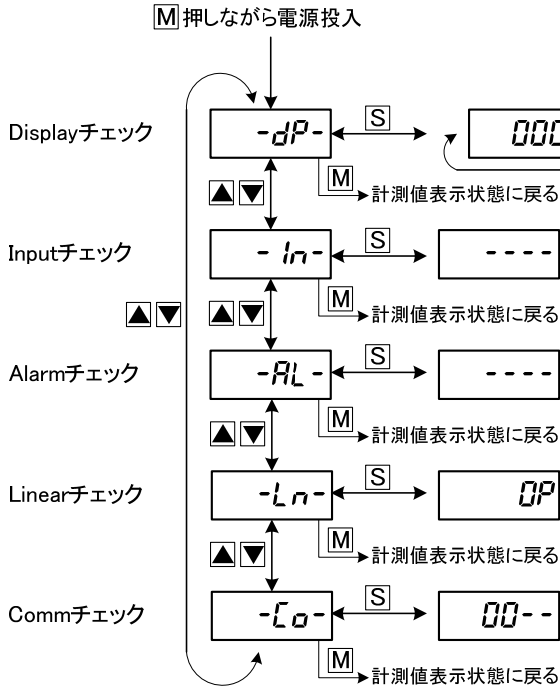 M 押しながら電源投入
Displayチェック -dP- S 000
▲ ▼ M 計測値表示状態に戻る
Inputチェック -In- S ----
▲ ▼ ▲ ▼ M 計測値表示状態に戻る
Alarmチェック -AL- S ----
▲ ▼ M 計測値表示状態に戻る
Linearチェック -Ln- S OP
▲ ▼ M 計測値表示状態に戻る
Commチェック -Co- S 00--
M 計測値表示状態に戻る